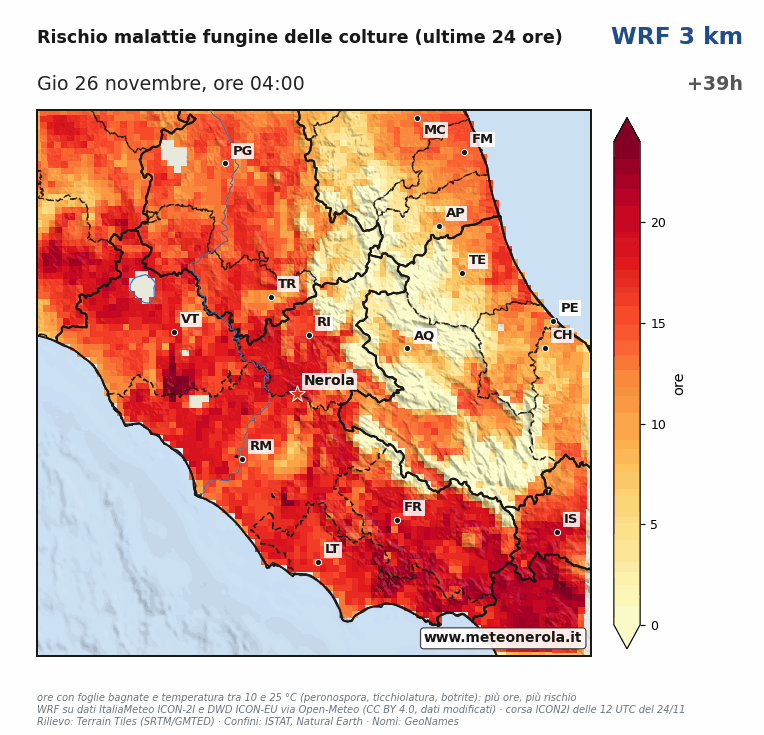 Rischio malattie fungine delle colture (ultime 24 ore)
WRF 3 km
Gio 26 novembre, ore 04:00
+39h
MC
FM
PG
AP
TE
TR
PE
VT
RI
AQ
CH
Nerola
RM
FR
IS
LT
www.meteonerola.it
20
15
10
5
0
ore
ore con foglie bagnate e temperatura tra 10 e 25 °C (peronospora, ticchiolatura, botrite): più ore, più rischio
WRF su dati ItaliaMeteo ICON-2I e DWD ICON-EU via Open-Meteo (CC BY 4.0, dati modificati) · corsa ICON2I delle 12 UTC del 24/11
Rilievo: Terrain Tiles (SRTM/GMTED) · Confini: ISTAT, Natural Earth · Nomi: GeoNames